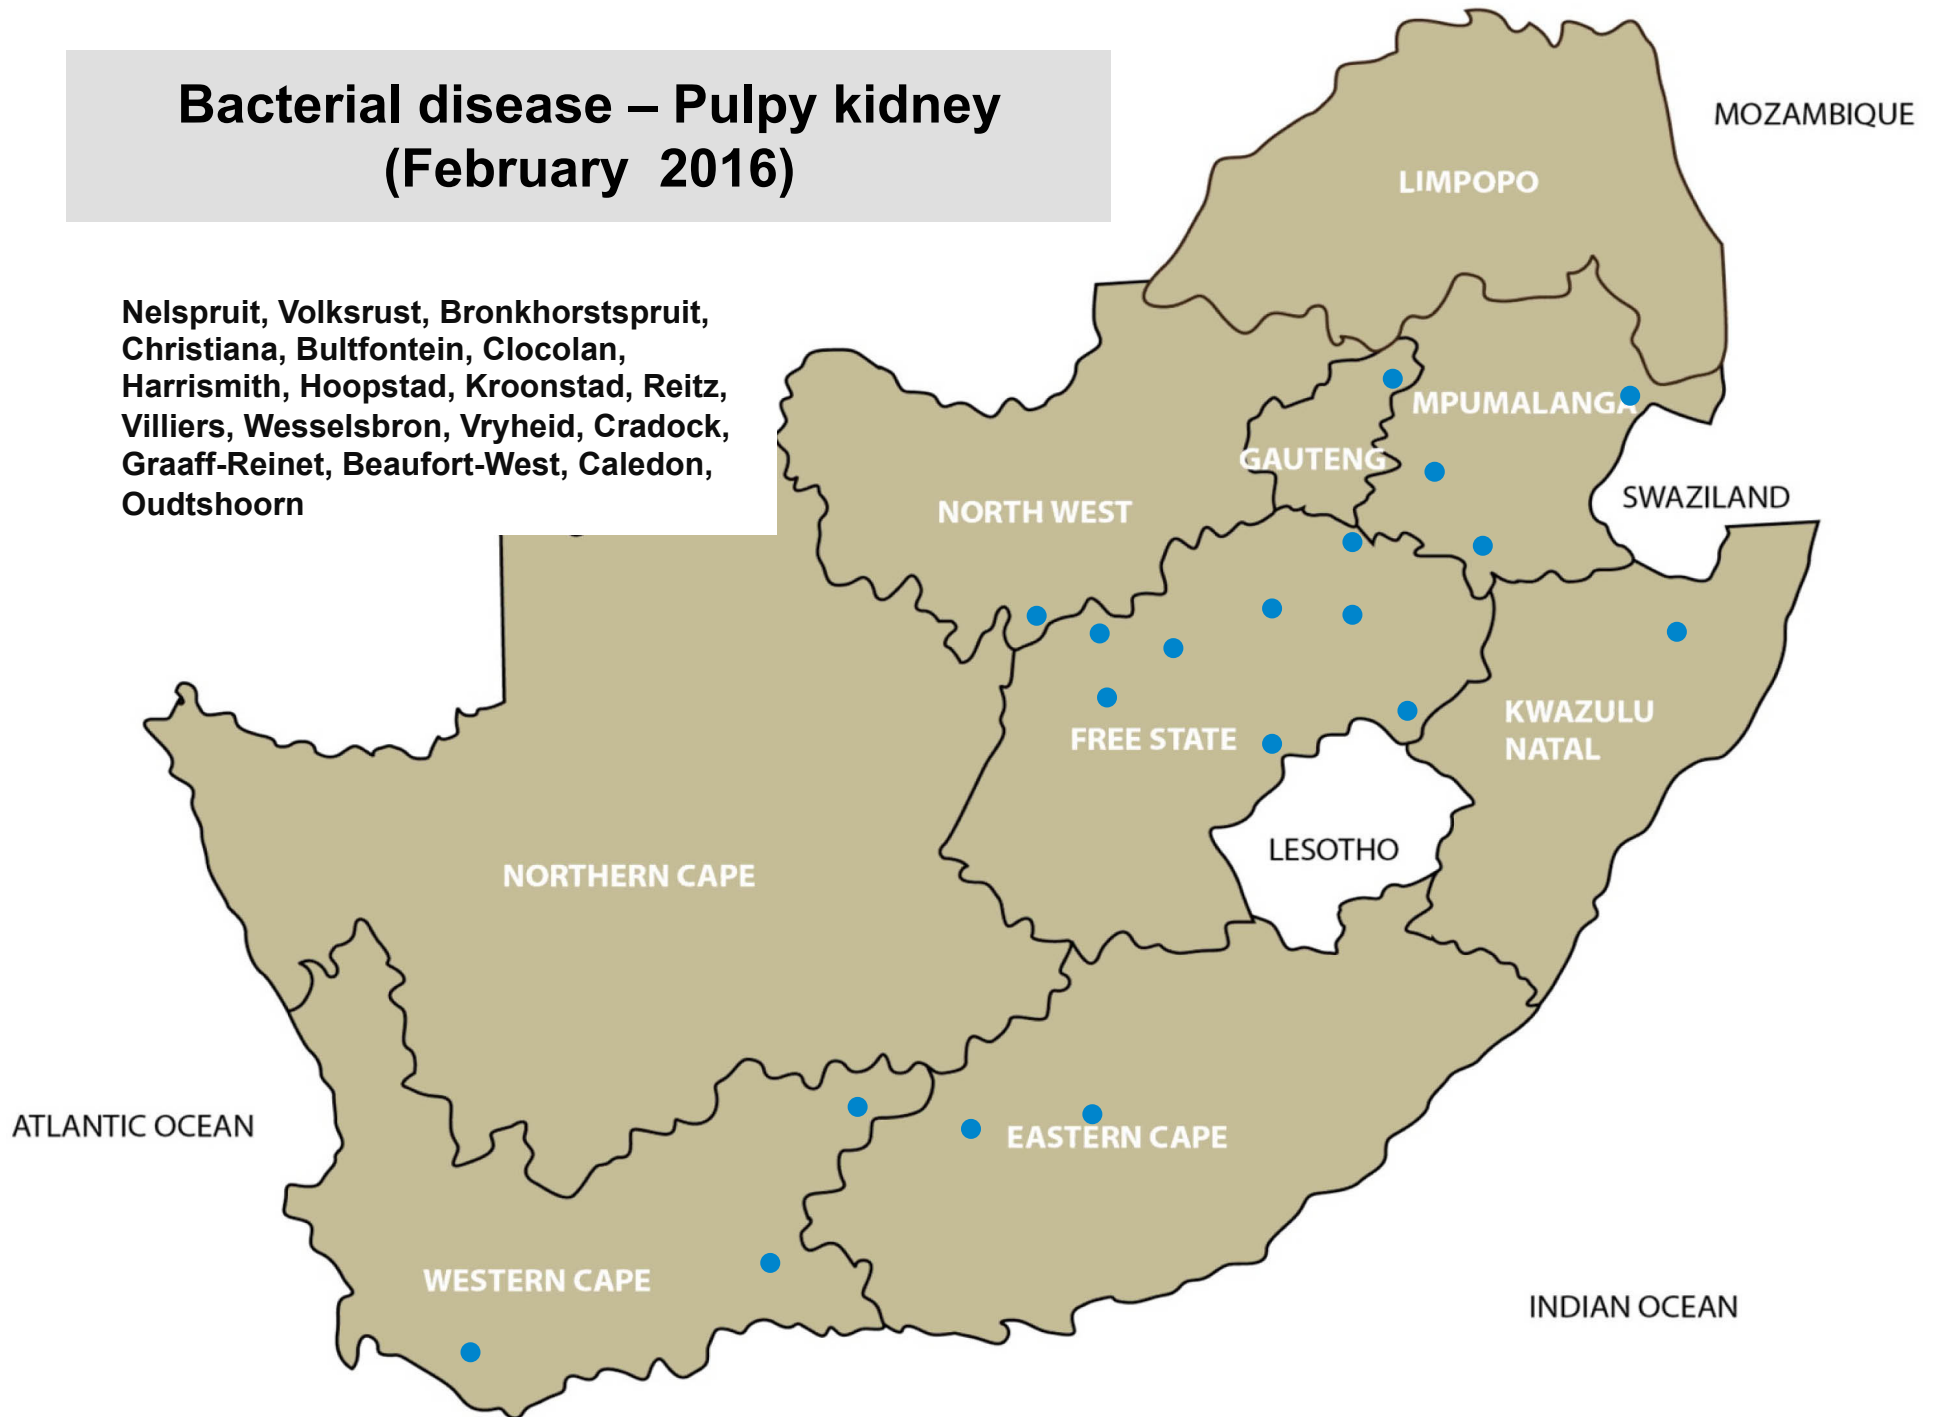 Bacterial disease – Pulpy kidney
(February  2016)
Nelspruit, Volksrust, Bronkhorstspruit,
Christiana, Bultfontein, Clocolan,
Harrismith, Hoopstad, Kroonstad, Reitz,
Villiers, Wesselsbron, Vryheid, Cradock,
Graaff-Reinet, Beaufort-West, Caledon,
Oudtshoorn
MOZAMBIQUE
LIMPOPO
MPUMALANGA
GAUTENG
SWAZILAND
NORTH WEST
KWAZULU
NATAL
FREE STATE
LESOTHO
NORTHERN CAPE
ATLANTIC OCEAN
EASTERN CAPE
WESTERN CAPE
INDIAN OCEAN